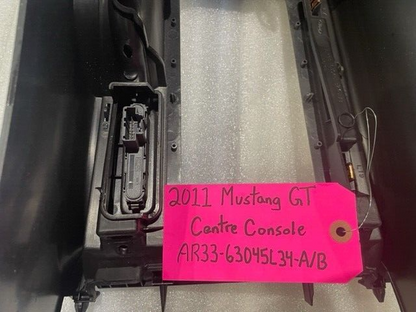 2011 Mustang GT
Centre Console
AR33-63045L34-A/B